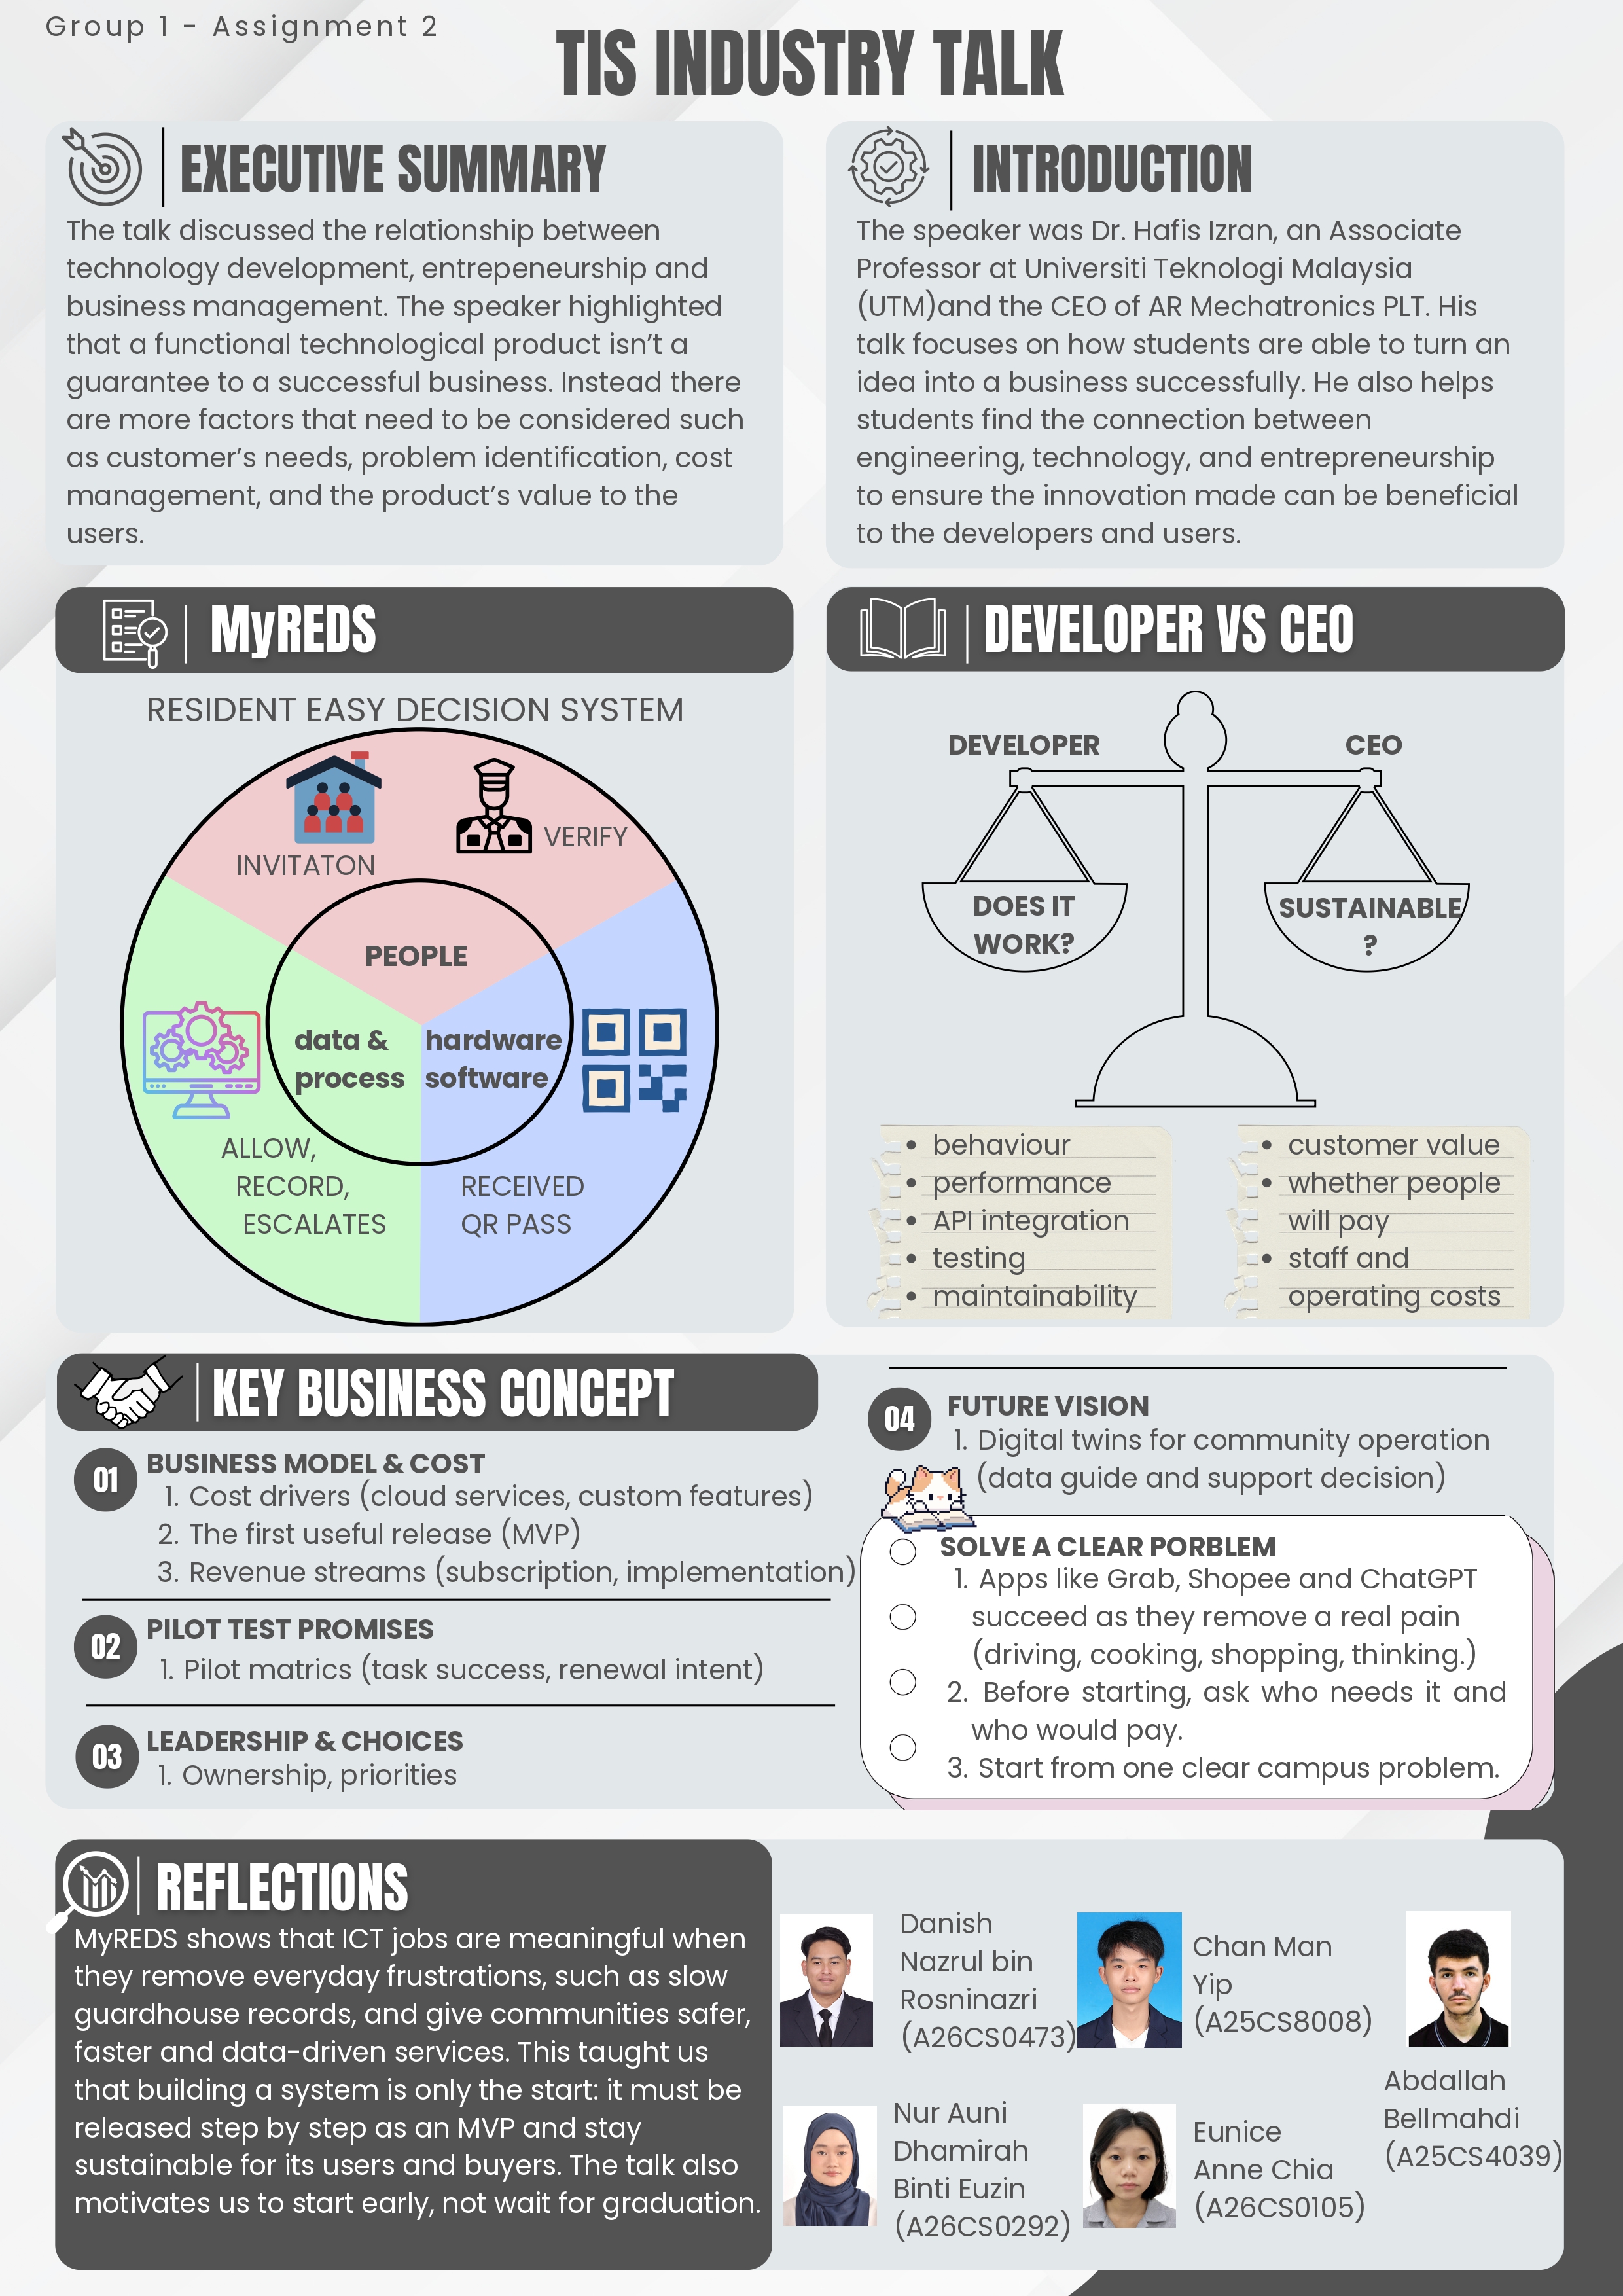 Group 1 - Assignment 2
TIS INDUSTRY TALK
EXECUTIVE SUMMARY
The talk discussed the relationship between
technology development, entrepeneurship and
business management. The speaker highlighted
that a functional technological product isn't a
guarantee to a successful business. Instead there
are more factors that need to be considered such
as customer's needs, problem identification, cost
management, and the product's value to the
users.
INTRODUCTION
The speaker was Dr. Hafis Izran, an Associate
Professor at Universiti Teknologi Malaysia
(UTM)and the CEO of AR Mechatronics PLT. His
talk focuses on how students are able to turn an
idea into a business successfully. He also helps
students find the connection between
engineering, technology, and entrepreneurship
to ensure the innovation made can be beneficial
to the developers and users.
MyREDS
RESIDENT EASY DECISION SYSTEM
INVITATON
VERIFY
PEOPLE
data &
process
hardware
software
ALLOW,
RECORD,
ESCALATES
RECEIVED
QR PASS
DEVELOPER VS CEO
DEVELOPER
CEO
DOES IT
WORK?
SUSTAINABLE
?
• behaviour
• performance
• API integration
• testing
• maintainability
• customer value
• whether people
will pay
• staff and
operating costs
KEY BUSINESS CONCEPT
01
BUSINESS MODEL & COST
1. Cost drivers (cloud services, custom features)
2. The first useful release (MVP)
3. Revenue streams (subscription, implementation)
02
PILOT TEST PROMISES
1. Pilot matrics (task success, renewal intent)
03
LEADERSHIP & CHOICES
1. Ownership, priorities
04
FUTURE VISION
1. Digital twins for community operation
(data guide and support decision)
SOLVE A CLEAR PORBLEM
1. Apps like Grab, Shopee and ChatGPT
succeed as they remove a real pain
(driving, cooking, shopping, thinking.)
2. Before starting, ask who needs it and
who would pay.
3. Start from one clear campus problem.
REFLECTIONS
MyREDS shows that ICT jobs are meaningful when
they remove everyday frustrations, such as slow
guardhouse records, and give communities safer,
faster and data-driven services. This taught us
that building a system is only the start: it must be
released step by step as an MVP and stay
sustainable for its users and buyers. The talk also
motivates us to start early, not wait for graduation.
Danish
Nazrul bin
Rosninazri
(A26CS0473)
Chan Man
Yip
(A25CS8008)
Abdallah
Bellmahdi
(A25CS4039)
Nur Auni
Dhamirah
Binti Euzin
(A26CS0292)
Eunice
Anne Chia
(A26CS0105)